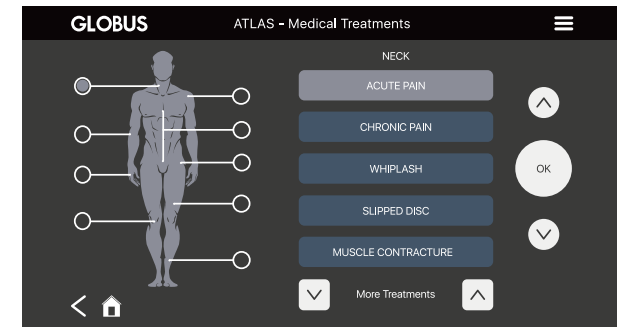 GLOBUS
ATLAS - Medical Treatments
NECK
ACUTE PAIN
CHRONIC PAIN
WHIPLASH
SLIPPED DISC
MUSCLE CONTRACTURE
More Treatments
OK